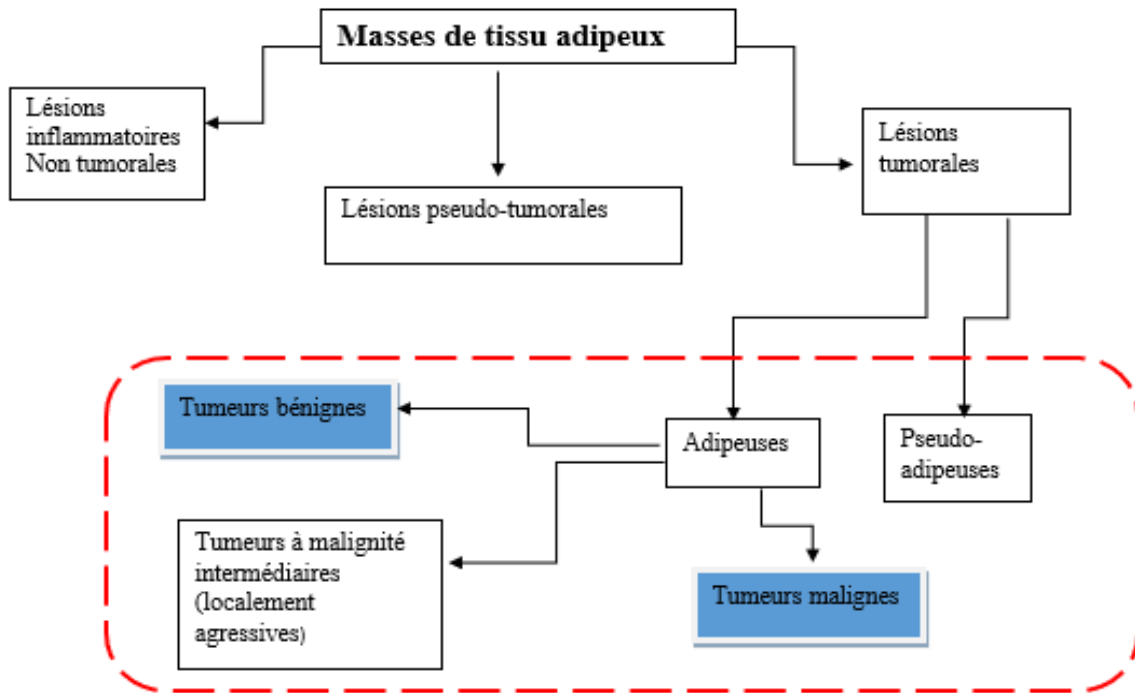 Masses de tissu adipeux
Lésions
inflammatoires
Non tumorales
Lésions pseudo-tumorales
Lésions
tumorales
Tumeurs bénignes
Adipeuses
Pseudo-
adipeuses
Tumeurs à malignité
intermédiaires
(localement
agressives)
Tumeurs malignes